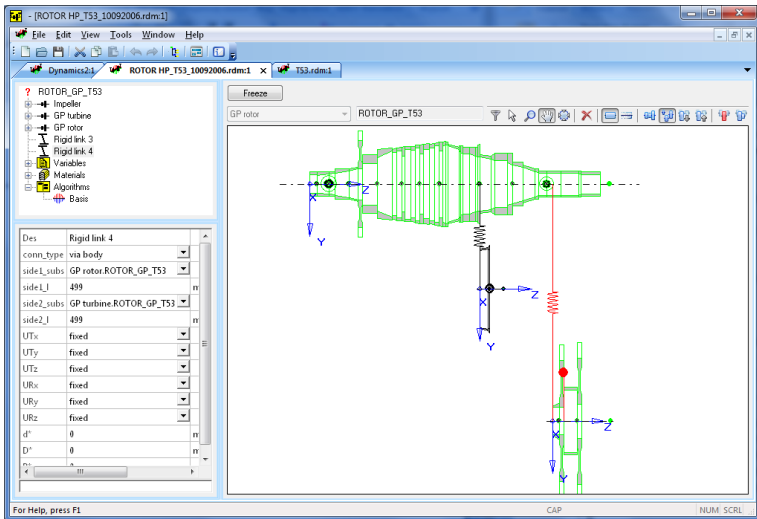 - [ROTOR HP_T53_10092006.rdm:1]
File Edit View Tools Window Help
Dynamics2:1 ROTOR HP_T53_10092006.rdm:1 x T53.rdm:1
? ROTOR_GP_T53
Impeller
GP turbine
GP rotor
Rigid link 3
Rigid link 4
Variables
Materials
Algorithms
Basis
Freeze
GP rotor ROTOR_GP_T53
Des Rigid link 4
conn_type via body
side1_subs GP rotor.ROTOR_GP_T53
side1_l 499 m
side2_subs GP turbine.ROTOR_GP_T53
side2_l 499 m
UTx fixed
UTy fixed
UTz fixed
URx fixed
URy fixed
URz fixed
d* 0 m
D* 0 m
Z
X
Y
Z
X
Y
Z
X
Y
For Help, press F1 CAP NUM SCRL